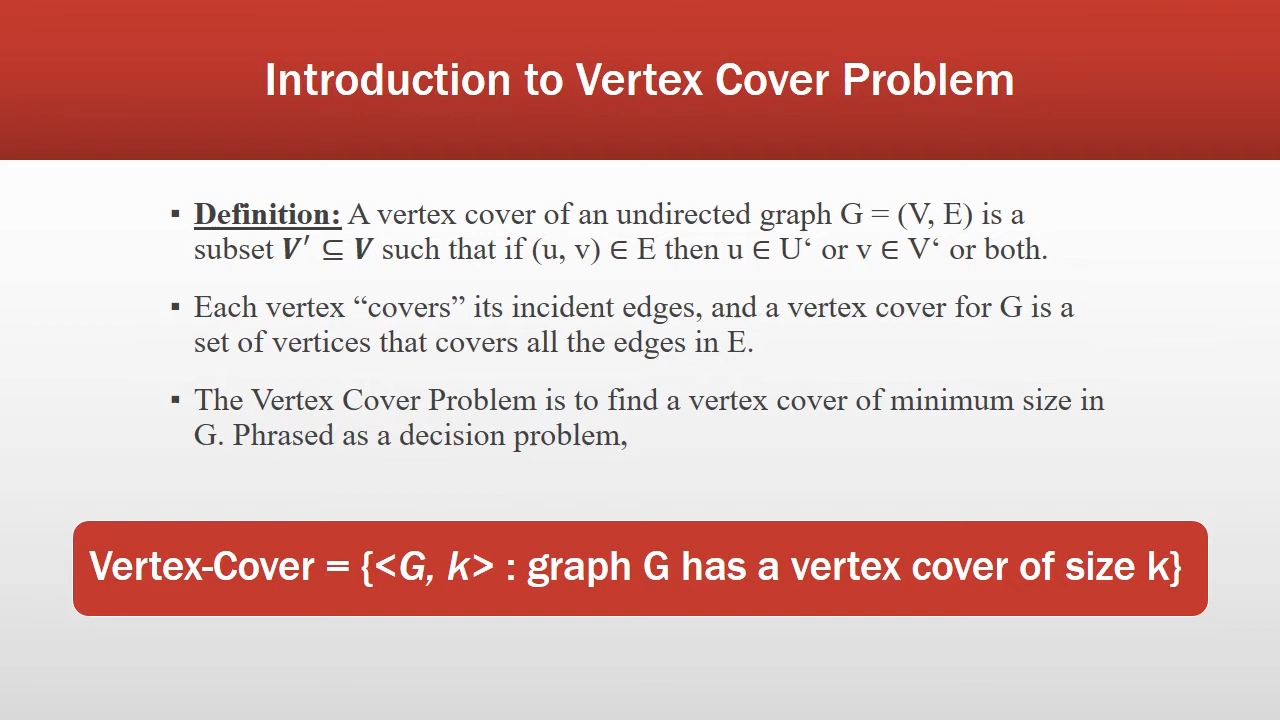 Introduction to Vertex Cover Problem
▪ Definition: A vertex cover of an undirected graph G = (V, E) is a
subset V′ ⊆ V such that if (u, v) ∈ E then u ∈ U‘ or v ∈ V‘ or both.
▪ Each vertex “covers” its incident edges, and a vertex cover for G is a
set of vertices that covers all the edges in E.
▪ The Vertex Cover Problem is to find a vertex cover of minimum size in
G. Phrased as a decision problem,
Vertex-Cover = {<G, k> : graph G has a vertex cover of size k}